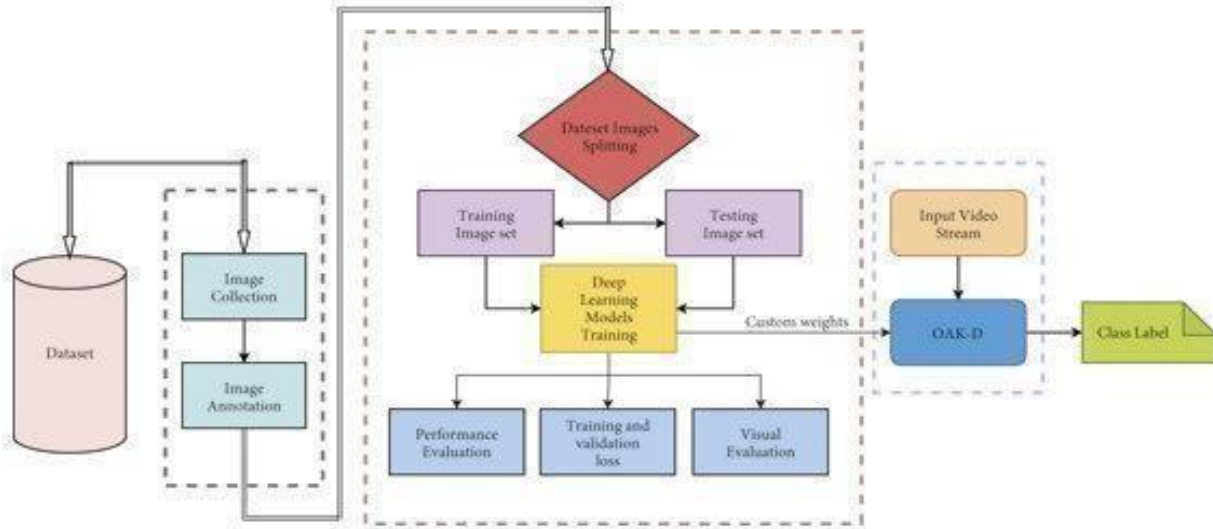 Dataset
Image
Collection
Image
Annotation
Dateset Images
Splitting
Training
Image set
Testing
Image set
Deep
Learning
Models
Training
Custom weights
Performance
Evaluation
Training and
validation
loss
Visual
Evaluation
Input Video
Stream
OAK-D
Class Label